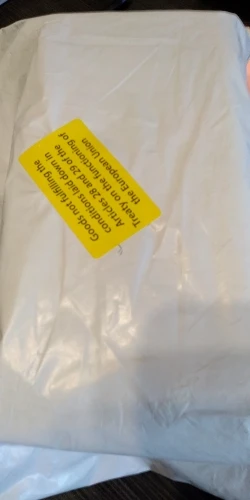 Goods not fulfilling the
conditions laid down in
Articles 28 and 29 of the
Treaty on the functioning of
the European Union